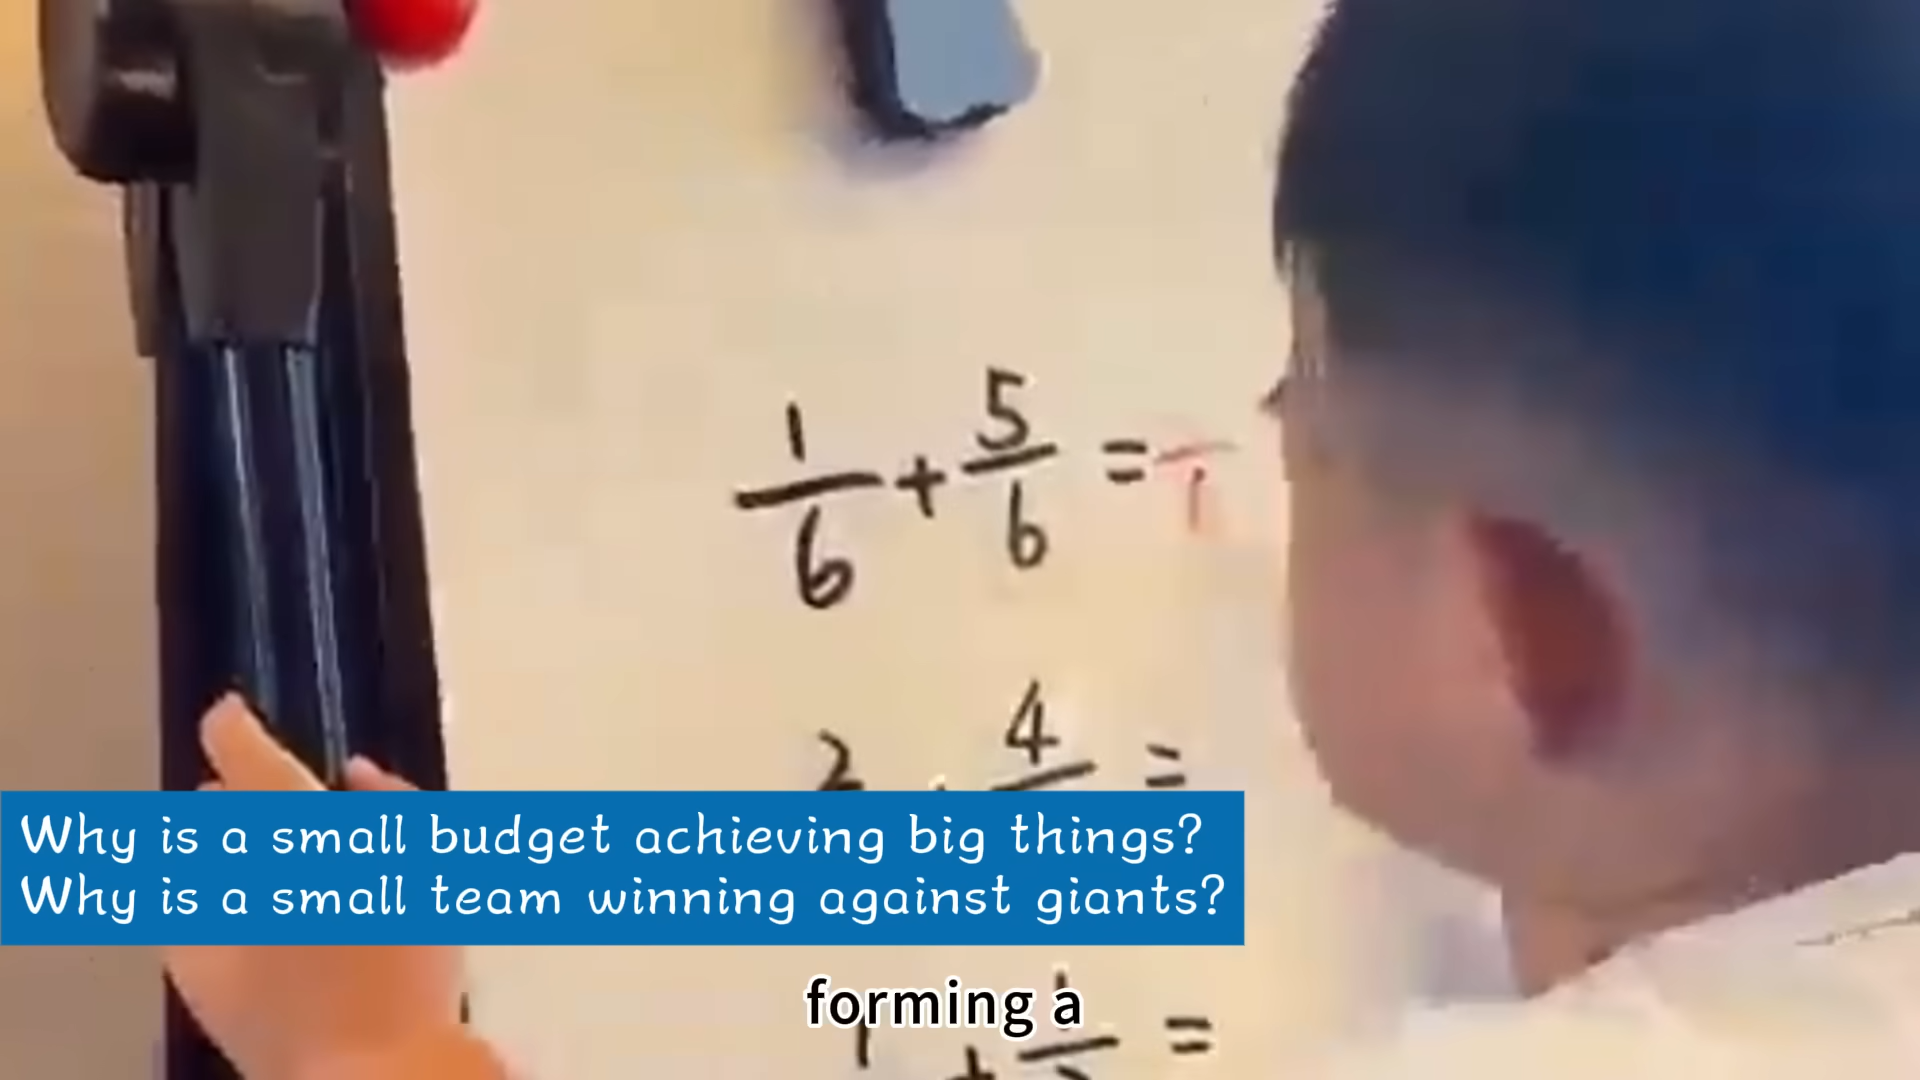 1/6 + 5/6 =
4 =
Why is a small budget achieving big things?
Why is a small team winning against giants?
forming a
=